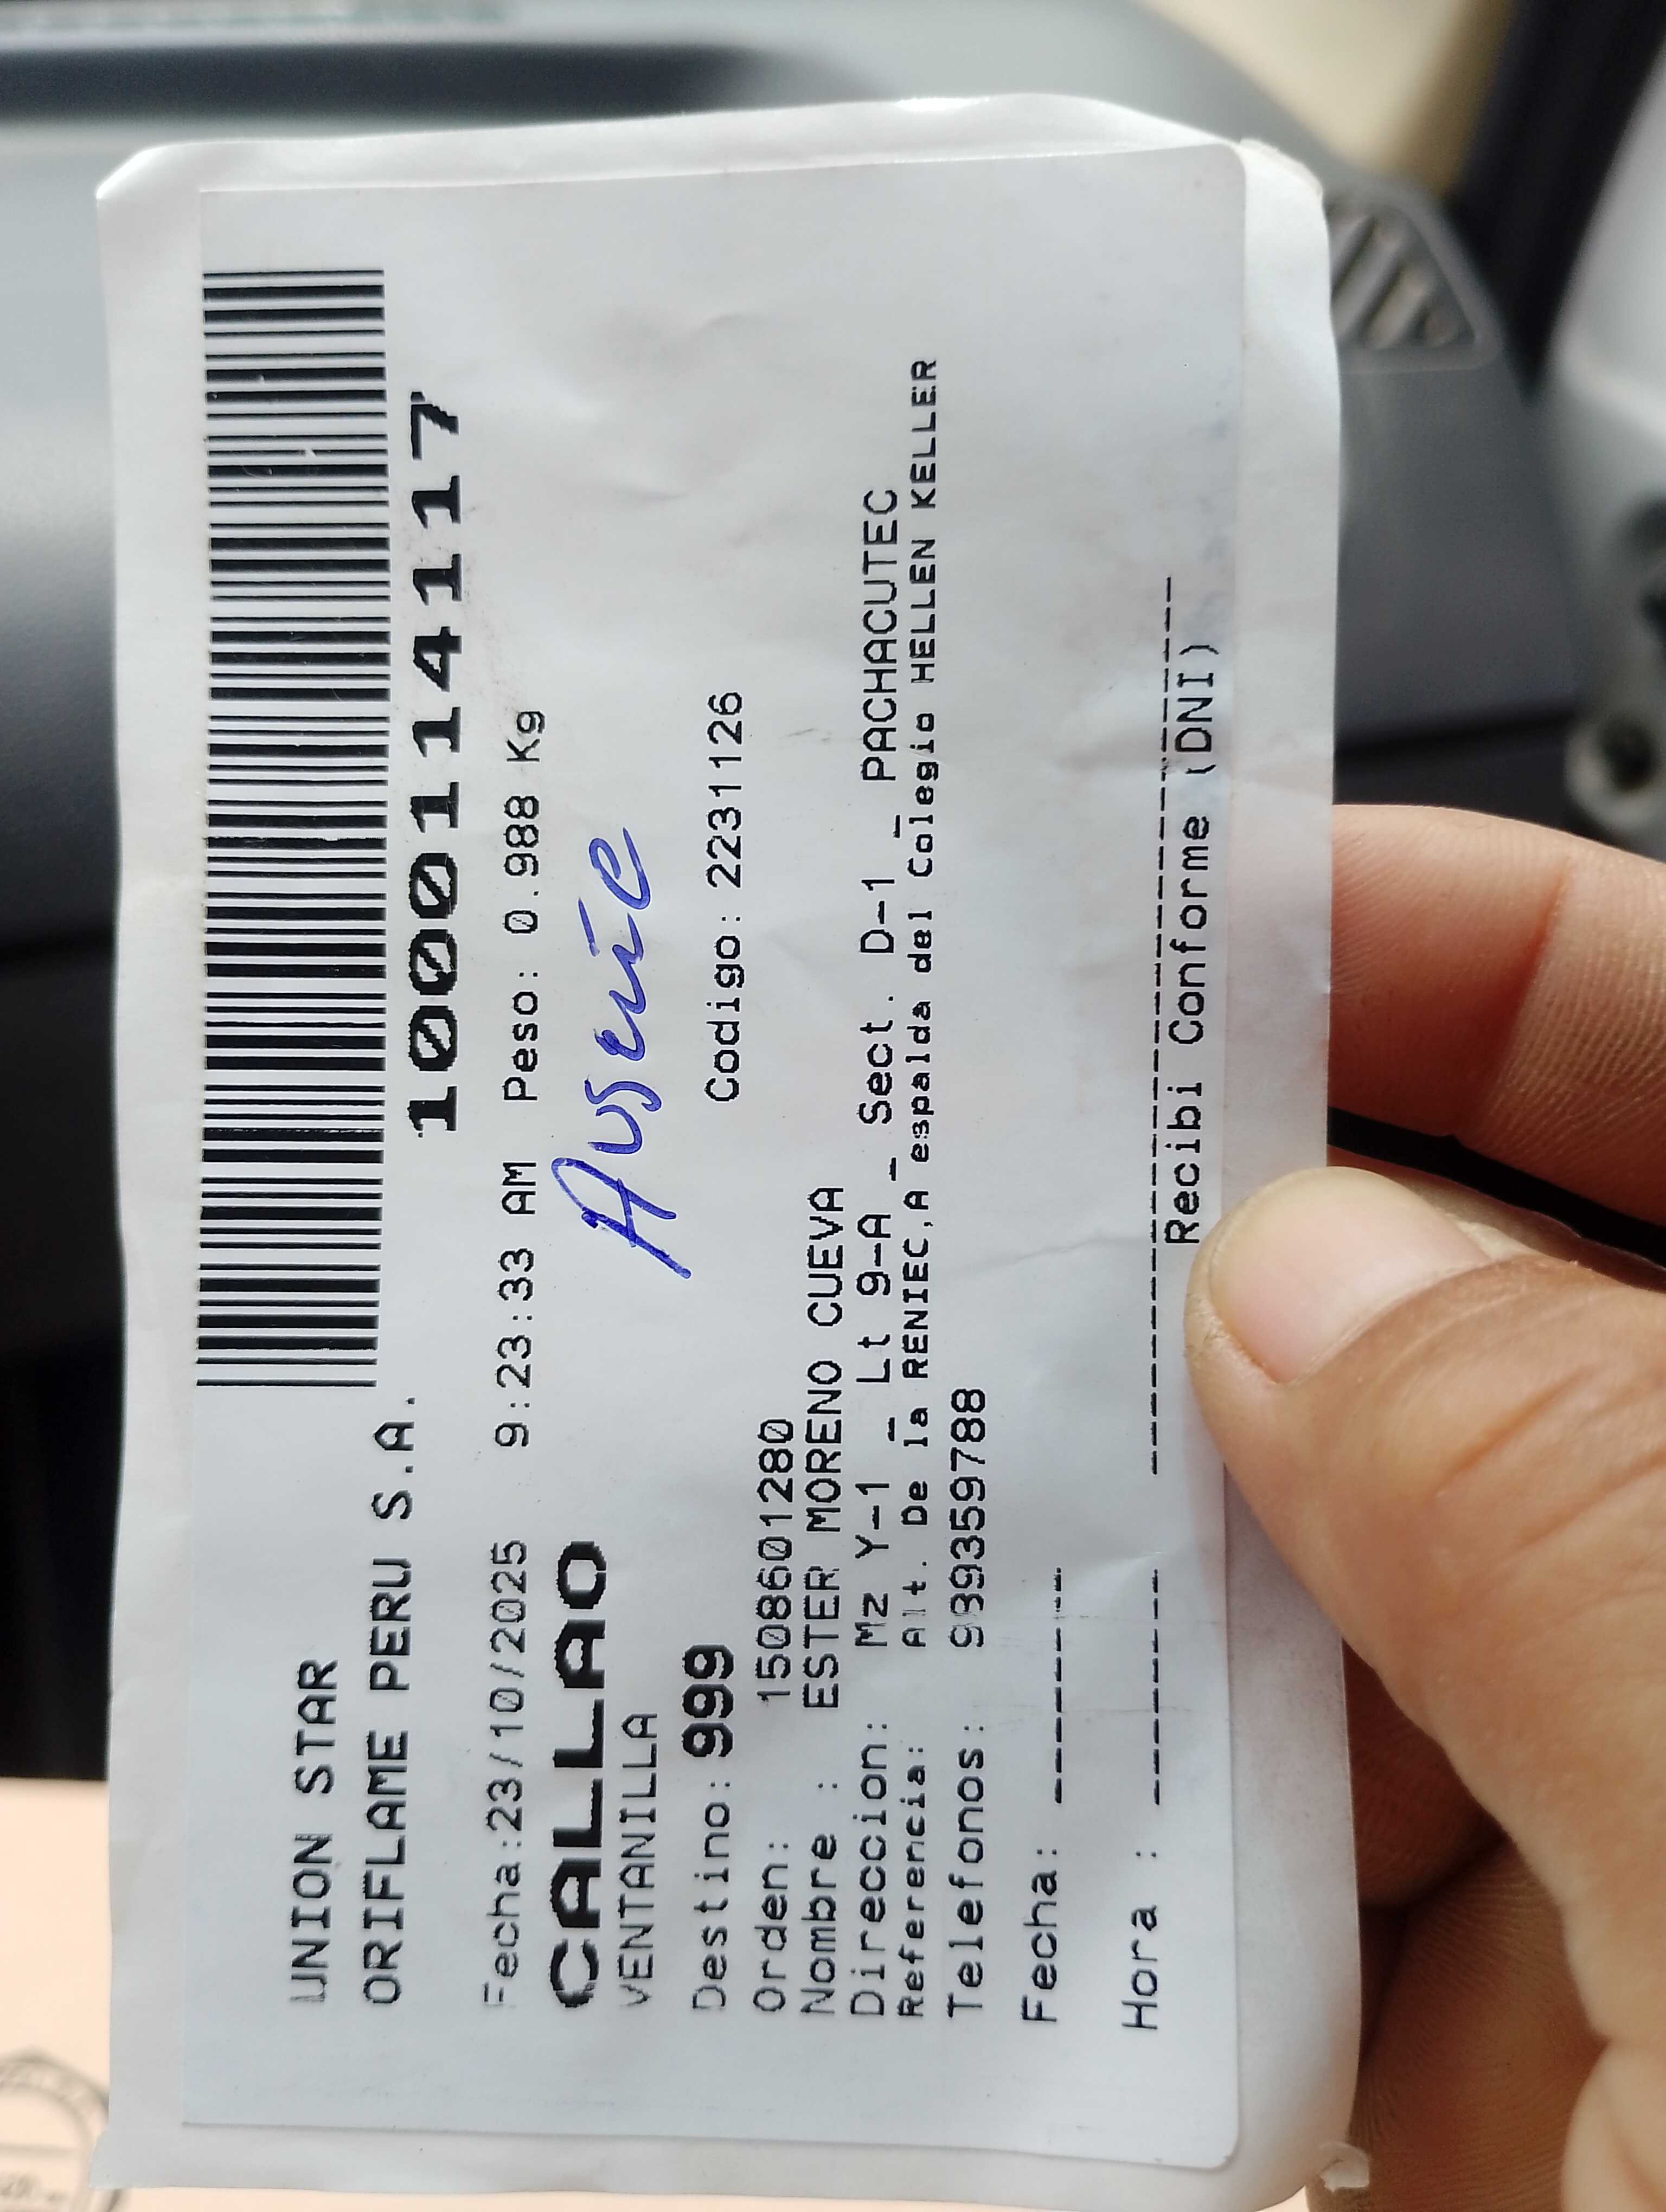 UNION STAR
ORIFLAME PERU S.A.
100114117
Fecha:23/10/2025 9:23:33 AM Peso: 0.988 Kg
CALLAO
Ausente
VENTANILLA
Destino: 999 Codigo: 2231126
Orden: 1508601280
Nombre : ESTER MORENO CUEVA
Direccion: Mz Y-1 _ Lt 9-A _ Sect. D-1 _ PACHACUTEC
Referencia: Alt. De la RENIEC,A espalda del Colegio HELLEN KELLER
Telefonos: 939359788
Fecha: -------
Hora : -------
Recibi Conforme (DNI)